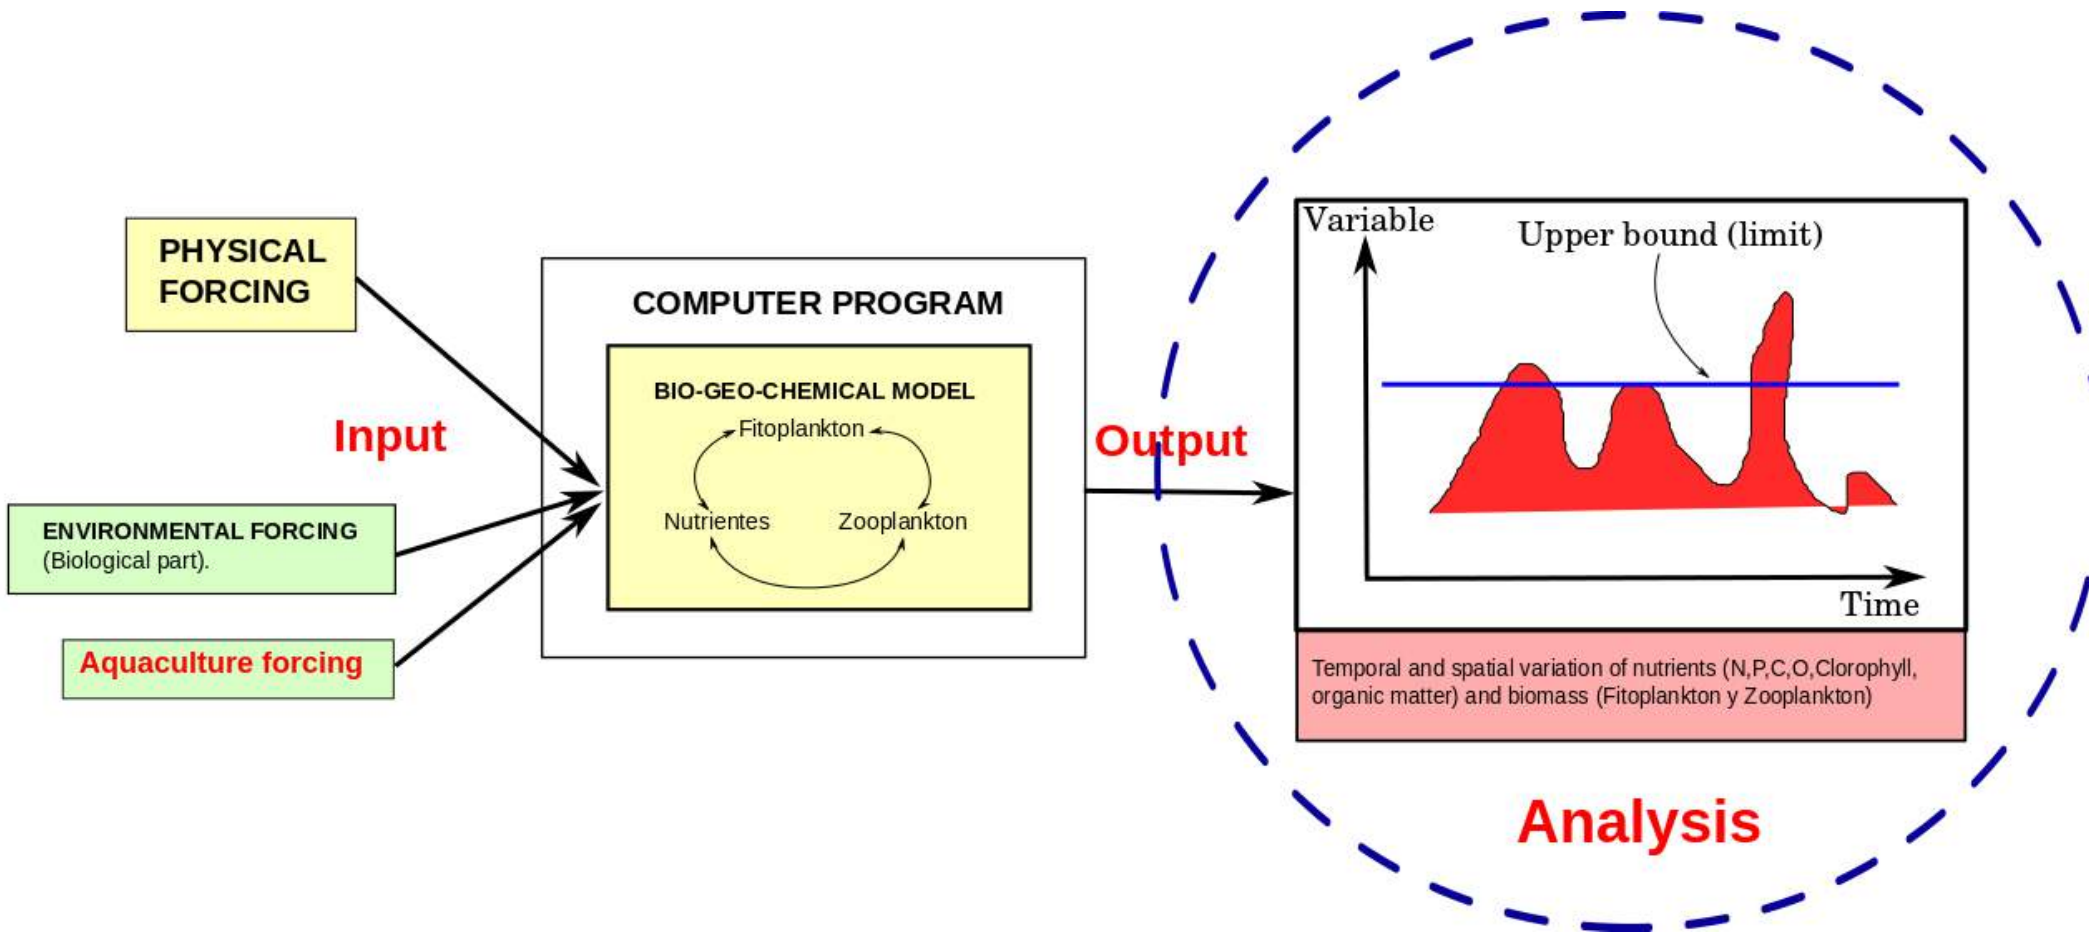 PHYSICAL
FORCING
Input
ENVIRONMENTAL FORCING
(Biological part).
Aquaculture forcing
COMPUTER PROGRAM
BIO-GEO-CHEMICAL MODEL
Fitoplankton
Nutrientes
Zooplankton
Output
Variable
Upper bound (limit)
Time
Temporal and spatial variation of nutrients (N,P,C,O,Clorophyll,
organic matter) and biomass (Fitoplankton y Zooplankton)
Analysis